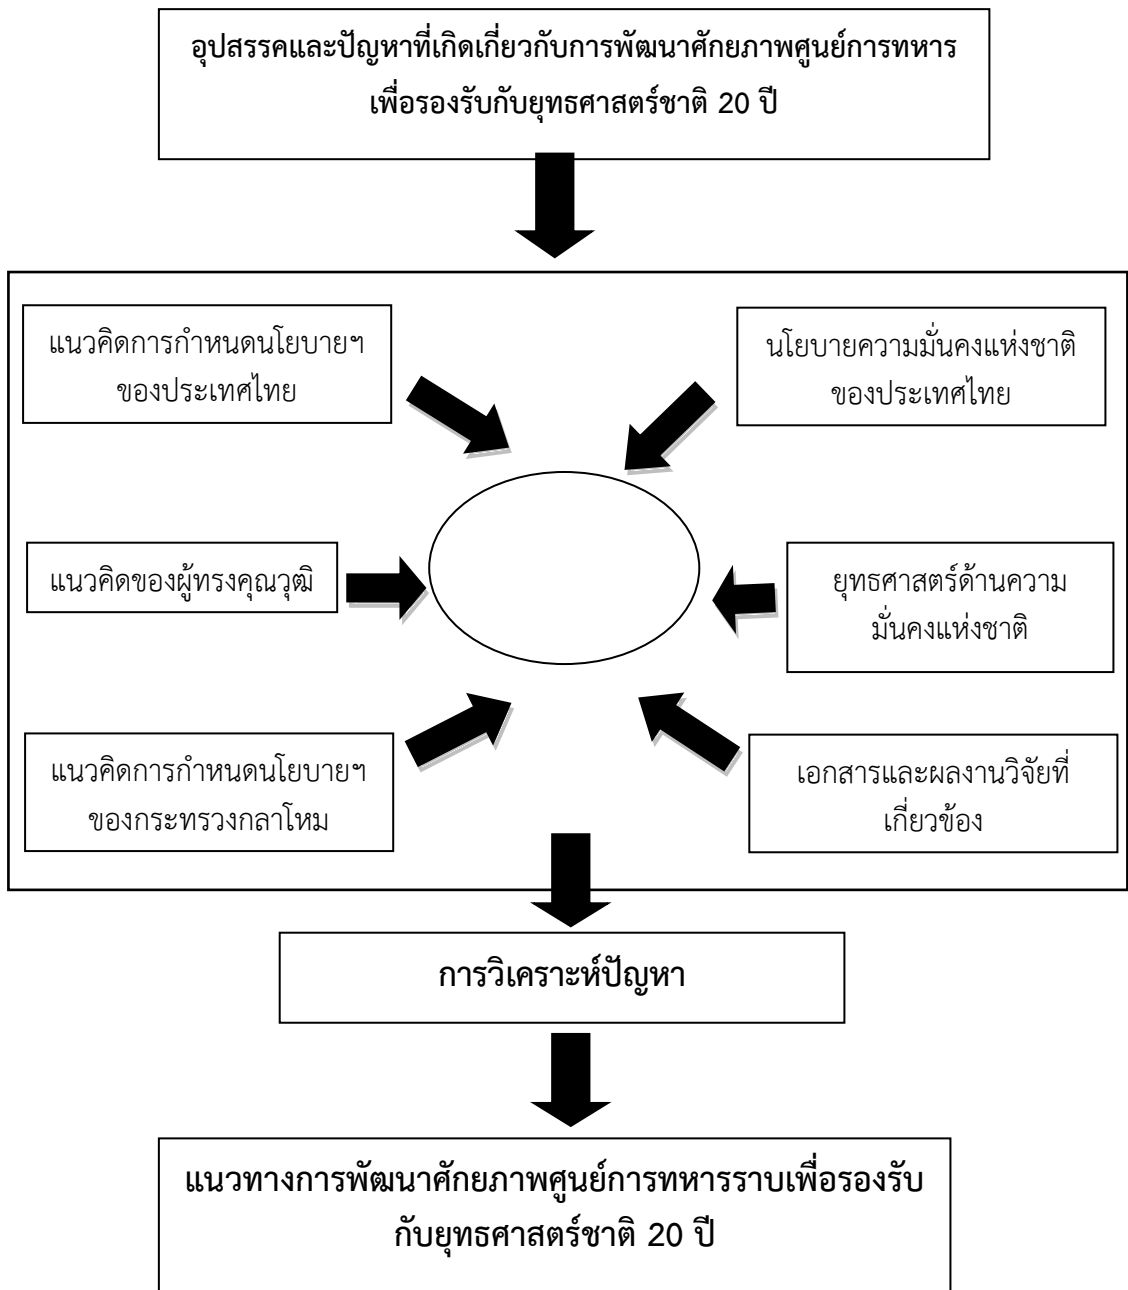 อุปสรรคและปัญหาที่เกิดเกี่ยวกับการพัฒนาศักยภาพศูนย์การทหาร
เพื่อรองรับกับยุทธศาสตร์ชาติ 20 ปี
แนวคิดการกำหนดนโยบายฯ
ของประเทศไทย
นโยบายความมั่นคงแห่งชาติ
ของประเทศไทย
แนวคิดของผู้ทรงคุณวุฒิ
ยุทธศาสตร์ด้านความ
มั่นคงแห่งชาติ
แนวคิดการกำหนดนโยบายฯ
ของกระทรวงกลาโหม
เอกสารและผลงานวิจัยที่
เกี่ยวข้อง
การวิเคราะห์ปัญหา
แนวทางการพัฒนาศักยภาพศูนย์การทหารราบเพื่อรองรับ
กับยุทธศาสตร์ชาติ 20 ปี